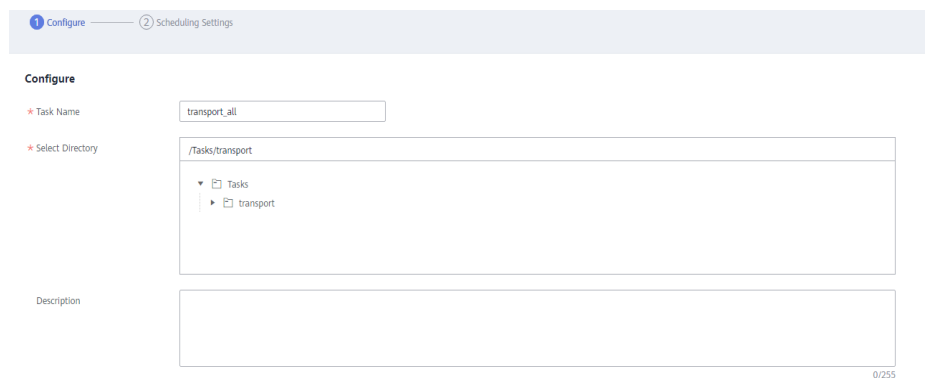 1 Configure 2 Scheduling Settings
Configure
* Task Name transport_all
* Select Directory /Tasks/transport
Tasks
transport
Description
0/255